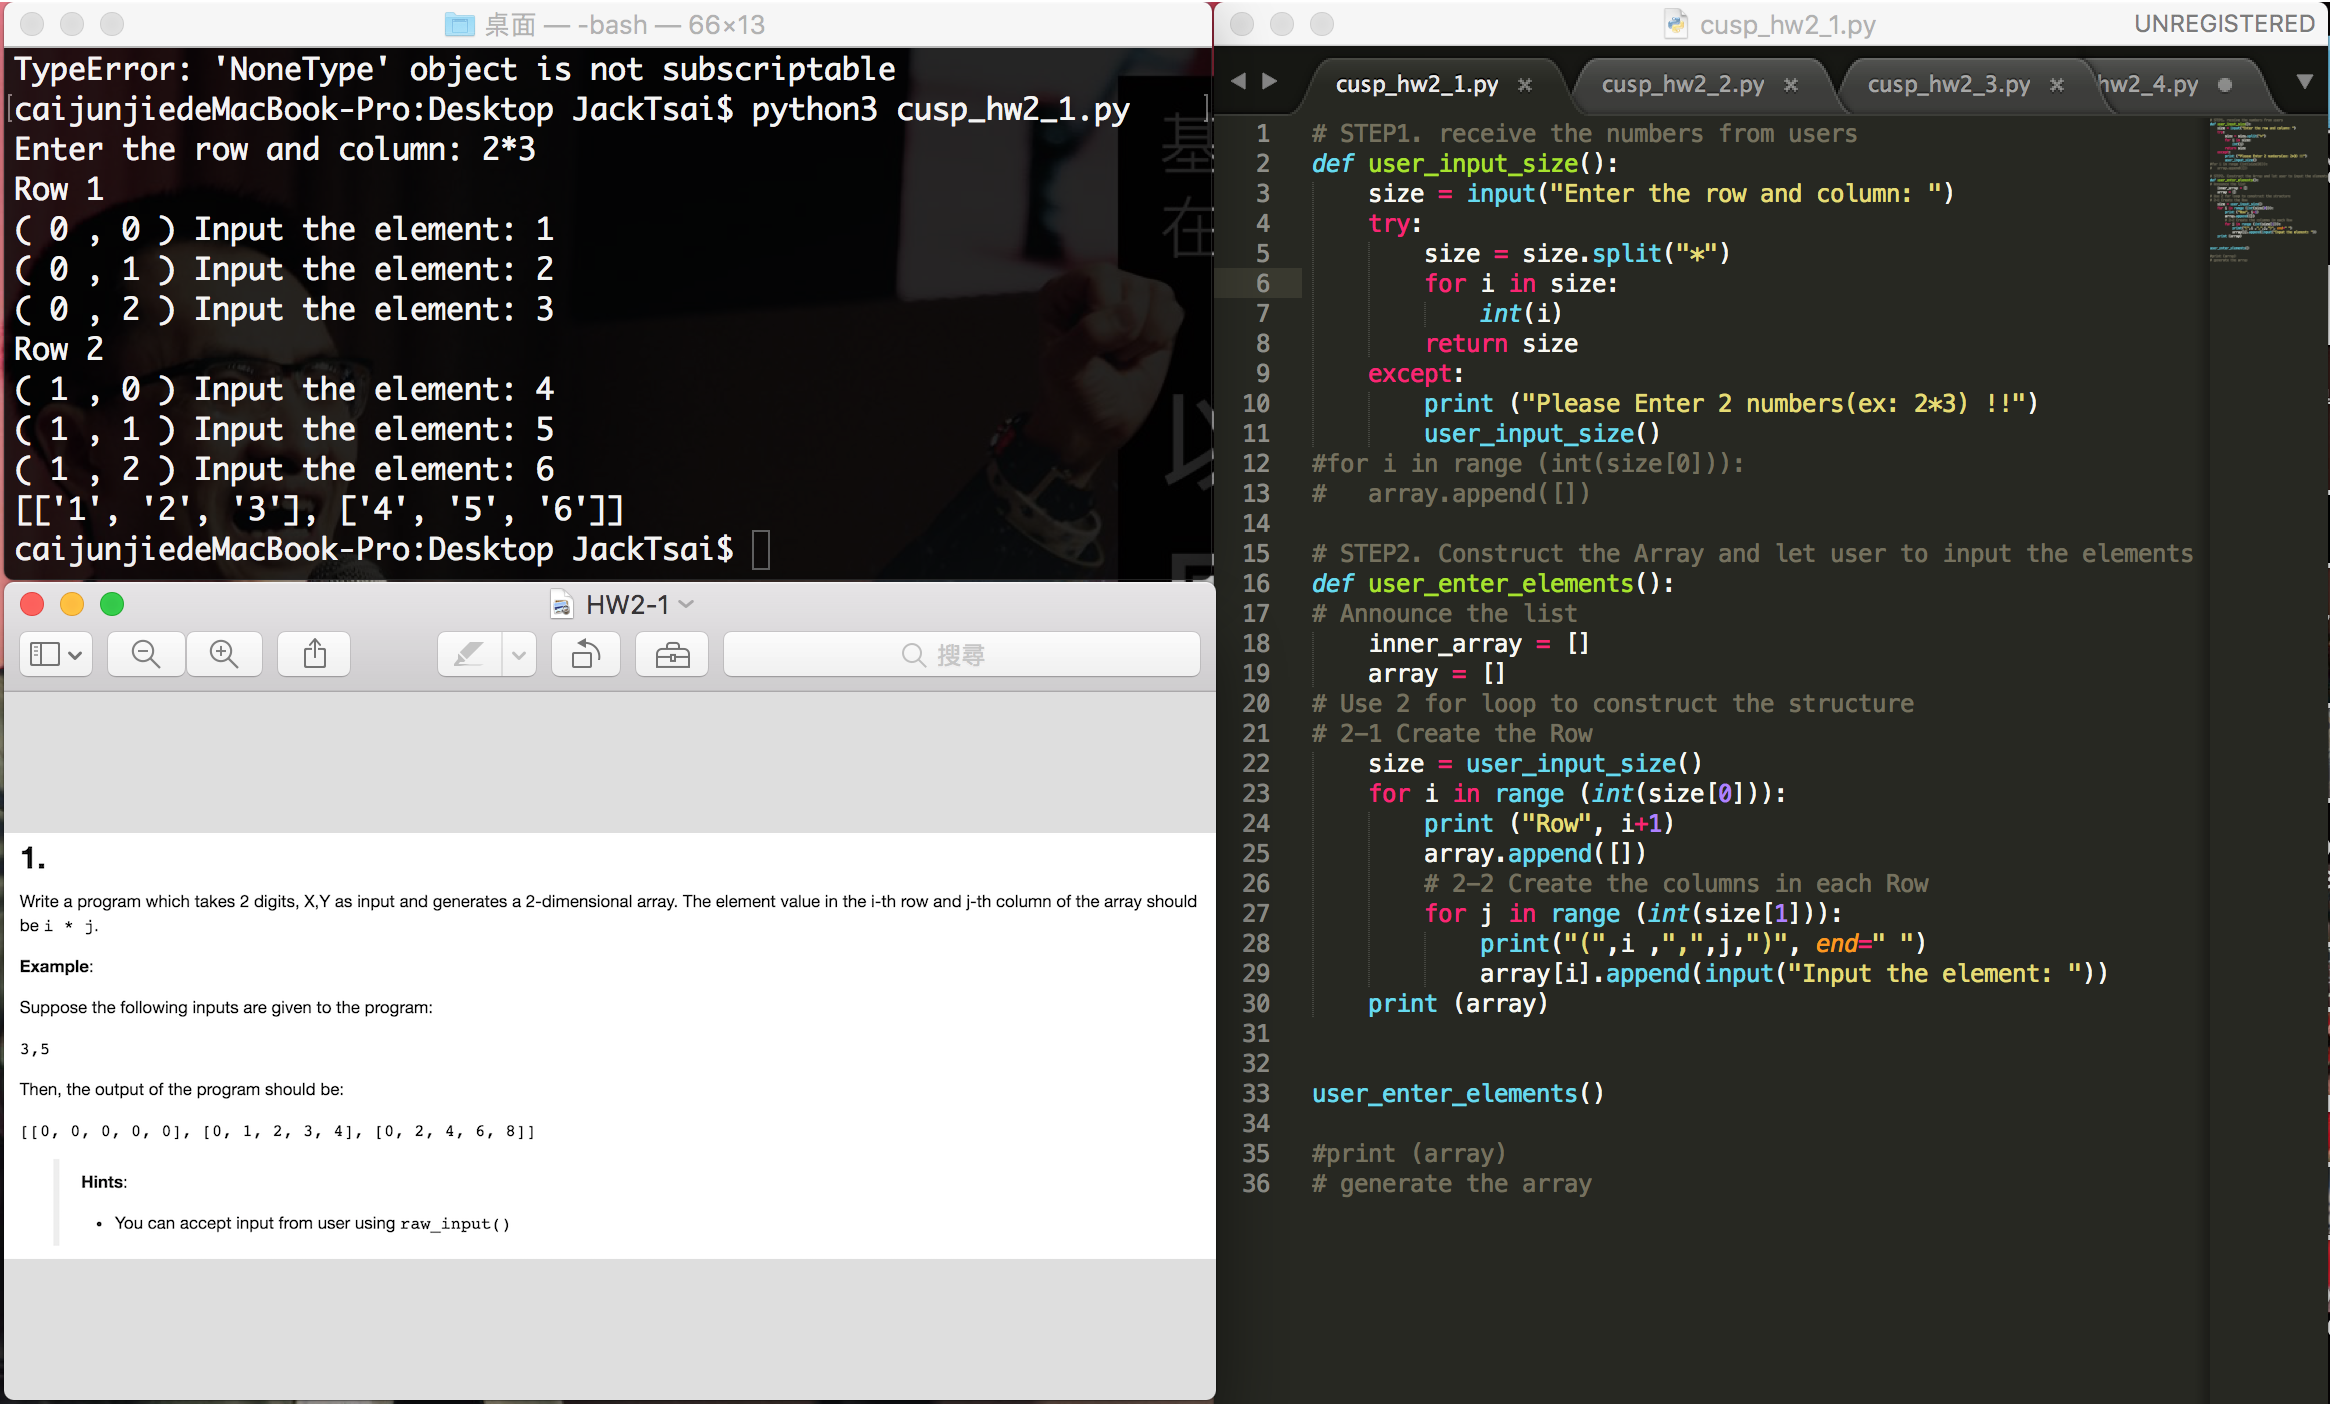 桌面 — -bash — 66×13
TypeError: 'NoneType' object is not subscriptable
caijunjiedeMacBook-Pro:Desktop JackTsai$ python3 cusp_hw2_1.py
Enter the row and column: 2*3
Row 1
( 0 , 0 ) Input the element: 1
( 0 , 1 ) Input the element: 2
( 0 , 2 ) Input the element: 3
Row 2
( 1 , 0 ) Input the element: 4
( 1 , 1 ) Input the element: 5
( 1 , 2 ) Input the element: 6
[['1', '2', '3'], ['4', '5', '6']]
caijunjiedeMacBook-Pro:Desktop JackTsai$
基
在
以
HW2-1
搜尋
1.
Write a program which takes 2 digits, X,Y as input and generates a 2-dimensional array. The element value in the i-th row and j-th column of the array should
be i * j.
Example:
Suppose the following inputs are given to the program:
3,5
Then, the output of the program should be:
[[0, 0, 0, 0, 0], [0, 1, 2, 3, 4], [0, 2, 4, 6, 8]]
Hints:
• You can accept input from user using raw_input()
cusp_hw2_1.py
UNREGISTERED
cusp_hw2_1.py cusp_hw2_2.py cusp_hw2_3.py hw2_4.py
1 # STEP1. receive the numbers from users
2 def user_input_size():
3     size = input("Enter the row and column: ")
4     try:
5         size = size.split("*")
6         for i in size:
7             int(i)
8         return size
9     except:
10         print ("Please Enter 2 numbers(ex: 2*3) !!")
11         user_input_size()
12 #for i in range (int(size[0])):
13 #   array.append([])
14
15 # STEP2. Construct the Array and let user to input the elements
16 def user_enter_elements():
17 # Announce the list
18     inner_array = []
19     array = []
20 # Use 2 for loop to construct the structure
21 # 2-1 Create the Row
22     size = user_input_size()
23     for i in range (int(size[0])):
24         print ("Row", i+1)
25         array.append([])
26         # 2-2 Create the columns in each Row
27         for j in range (int(size[1])):
28             print("(",i ,",",j,")", end=" ")
29             array[i].append(input("Input the element: "))
30     print (array)
31
32
33 user_enter_elements()
34
35 #print (array)
36 # generate the array